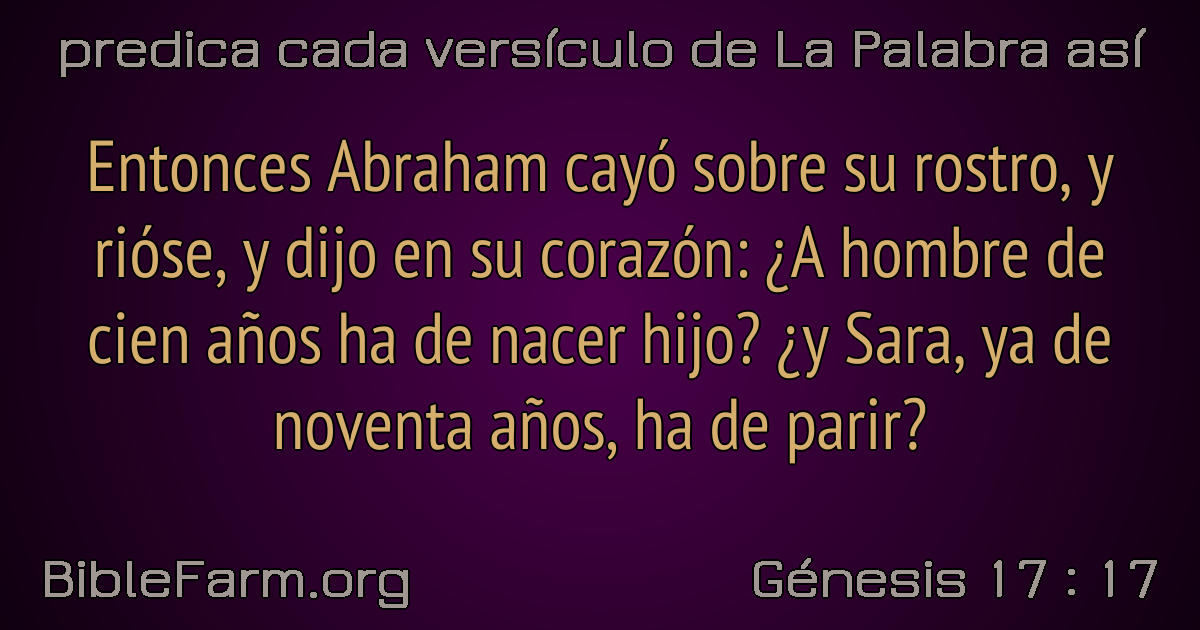 predica cada versículo de La Palabra así
Entonces Abraham cayó sobre su rostro, y
rióse, y dijo en su corazón: ¿A hombre de
cien años ha de nacer hijo? ¿y Sara, ya de
noventa años, ha de parir?
BibleFarm.org
Génesis 17 : 17